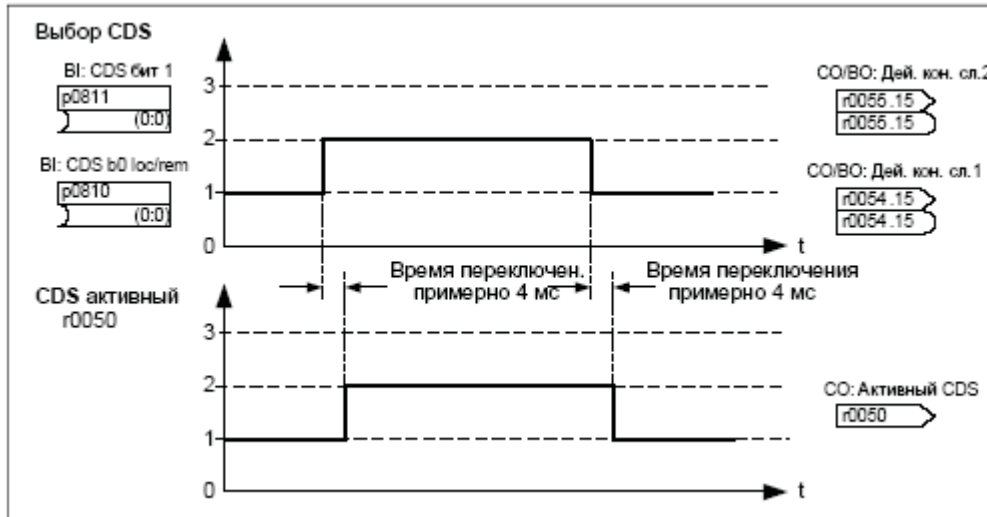 Выбор CDS
BI: CDS бит 1
p0811
(0:0)
BI: CDS b0 loc/rem
p0810
(0:0)
3
2
1
0
t
CO/BO: Дей. кон. сл.2
r0055.15
r0055.15
CO/BO: Дей. кон. сл.1
r0054.15
r0054.15
Время переключен.
примерно 4 мс
Время переключения
примерно 4 мс
CDS активный
r0050
3
2
1
0
t
CO: Активный CDS
r0050